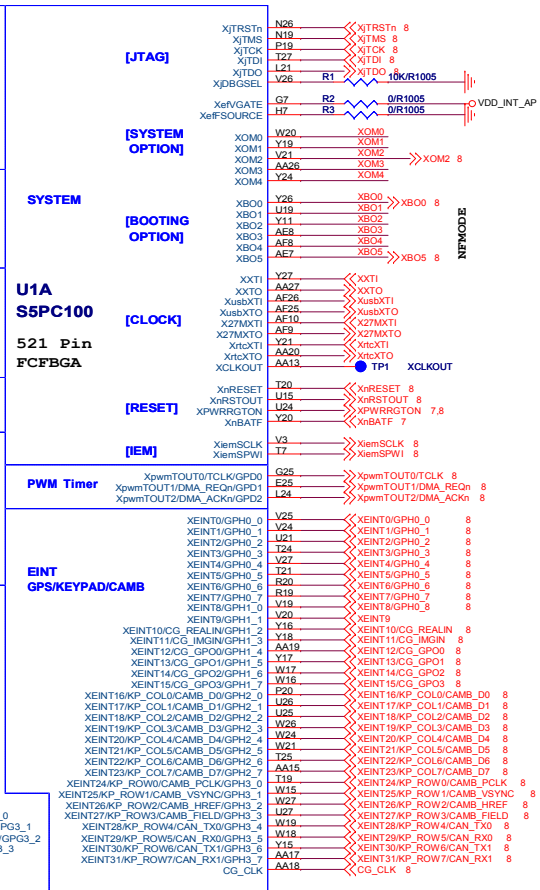 [JTAG]
XjTRSTn N26 XjTRSTn 8
XjTMS N19 XjTMS 8
XjTCK P19 XjTCK 8
XjTDI T27 XjTDI 8
XjTDO L21 XjTDO 8
XjDBGSEL V26 R1 10K/R1005
XefVGATE G7 R2 0/R1005 VDD_INT_AP
XefFSOURCE H7 R3 0/R1005
[SYSTEM
OPTION]
XOM0 W20 XOM0
XOM1 Y19 XOM1
XOM2 V21 XOM2 XOM2 8
XOM3 AA26 XOM3
XOM4 Y24 XOM4
SYSTEM
[BOOTING
OPTION]
XBO0 Y26 XBO0 XBO0 8
XBO1 U19 XBO1
XBO2 Y11 XBO2
XBO3 AE8 XBO3
XBO4 AF8 XBO4
XBO5 AE7 XBO5 XBO5 8
NFMODE
U1A
S5PC100
521 Pin
FCFBGA
[CLOCK]
XXTI Y27 XXTI
XXTO AA27 XXTO
XusbXTI AF26 XusbXTI
XusbXTO AF25 XusbXTO
X27MXTI AF10 X27MXTI
X27MXTO AF9 X27MXTO
XrtcXTI Y21 XrtcXTI
XrtcXTO AA20 XrtcXTO
XCLKOUT AA13 TP1 XCLKOUT
[RESET]
XnRESET T20 XnRESET 8
XnRSTOUT U15 XnRSTOUT 8
XPWRRGTON U24 XPWRRGTON 7,8
XnBATF Y20 XnBATF 7
[IEM]
XiemSCLK V3 XiemSCLK 8
XiemSPWI T7 XiemSPWI 8
PWM Timer
XpwmTOUT0/TCLK/GPD0 G25 XpwmTOUT0/TCLK 8
XpwmTOUT1/DMA_REQn/GPD1 E25 XpwmTOUT1/DMA_REQn 8
XpwmTOUT2/DMA_ACKn/GPD2 L24 XpwmTOUT2/DMA_ACKn 8
EINT
GPS/KEYPAD/CAMB
XEINT0/GPH0_0 V25 XEINT0/GPH0_0 8
XEINT1/GPH0_1 V24 XEINT1/GPH0_1 8
XEINT2/GPH0_2 U21 XEINT2/GPH0_2 8
XEINT3/GPH0_3 T24 XEINT3/GPH0_3 8
XEINT4/GPH0_4 V27 XEINT4/GPH0_4 8
XEINT5/GPH0_5 T21 XEINT5/GPH0_5 8
XEINT6/GPH0_6 R20 XEINT6/GPH0_6 8
XEINT7/GPH0_7 R19 XEINT7/GPH0_7 8
XEINT8/GPH1_0 V19 XEINT8/GPH0_8 8
XEINT9/GPH1_1 V20 XEINT9
XEINT10/CG_REALIN/GPH1_2 Y16 XEINT10/CG_REALIN 8
XEINT11/CG_IMGIN/GPH1_3 Y18 XEINT11/CG_IMGIN 8
XEINT12/CG_GPO0/GPH1_4 AA19 XEINT12/CG_GPO0 8
XEINT13/CG_GPO1/GPH1_5 Y17 XEINT13/CG_GPO1 8
XEINT14/CG_GPO2/GPH1_6 W17 XEINT14/CG_GPO2 8
XEINT15/CG_GPO3/GPH1_7 W16 XEINT15/CG_GPO3 8
XEINT16/KP_COL0/CAMB_D0/GPH2_0 P20 XEINT16/KP_COL0/CAMB_D0 8
XEINT17/KP_COL1/CAMB_D1/GPH2_1 U26 XEINT17/KP_COL1/CAMB_D1 8
XEINT18/KP_COL2/CAMB_D2/GPH2_2 U25 XEINT18/KP_COL2/CAMB_D2 8
XEINT19/KP_COL3/CAMB_D3/GPH2_3 W26 XEINT19/KP_COL3/CAMB_D3 8
XEINT20/KP_COL4/CAMB_D4/GPH2_4 W24 XEINT20/KP_COL4/CAMB_D4 8
XEINT21/KP_COL5/CAMB_D5/GPH2_5 W21 XEINT21/KP_COL5/CAMB_D5 8
XEINT22/KP_COL6/CAMB_D6/GPH2_6 T25 XEINT22/KP_COL6/CAMB_D6 8
XEINT23/KP_COL7/CAMB_D7/GPH2_7 AA15 XEINT23/KP_COL7/CAMB_D7 8
XEINT24/KP_ROW0/CAMB_PCLK/GPH3_0 T19 XEINT24/KP_ROW0/CAMB_PCLK 8
XEINT25/KP_ROW1/CAMB_VSYNC/GPH3_1 W15 XEINT25/KP_ROW1/CAMB_VSYNC 8
XEINT26/KP_ROW2/CAMB_HREF/GPH3_2 W27 XEINT26/KP_ROW2/CAMB_HREF 8
XEINT27/KP_ROW3/CAMB_FIELD/GPH3_3 U27 XEINT27/KP_ROW3/CAMB_FIELD 8
XEINT28/KP_ROW4/CAN_TX0/GPH3_4 W19 XEINT28/KP_ROW4/CAN_TX0 8
XEINT29/KP_ROW5/CAN_RX0/GPH3_5 W18 XEINT29/KP_ROW5/CAN_RX0 8
XEINT30/KP_ROW6/CAN_TX1/GPH3_6 Y15 XEINT30/KP_ROW6/CAN_TX1 8
XEINT31/KP_ROW7/CAN_RX1/GPH3_7 AA17 XEINT31/KP_ROW7/CAN_RX1 8
CG_CLK AA18 CG_CLK 8
_0
PG3_1
/GPG3_2
3_3